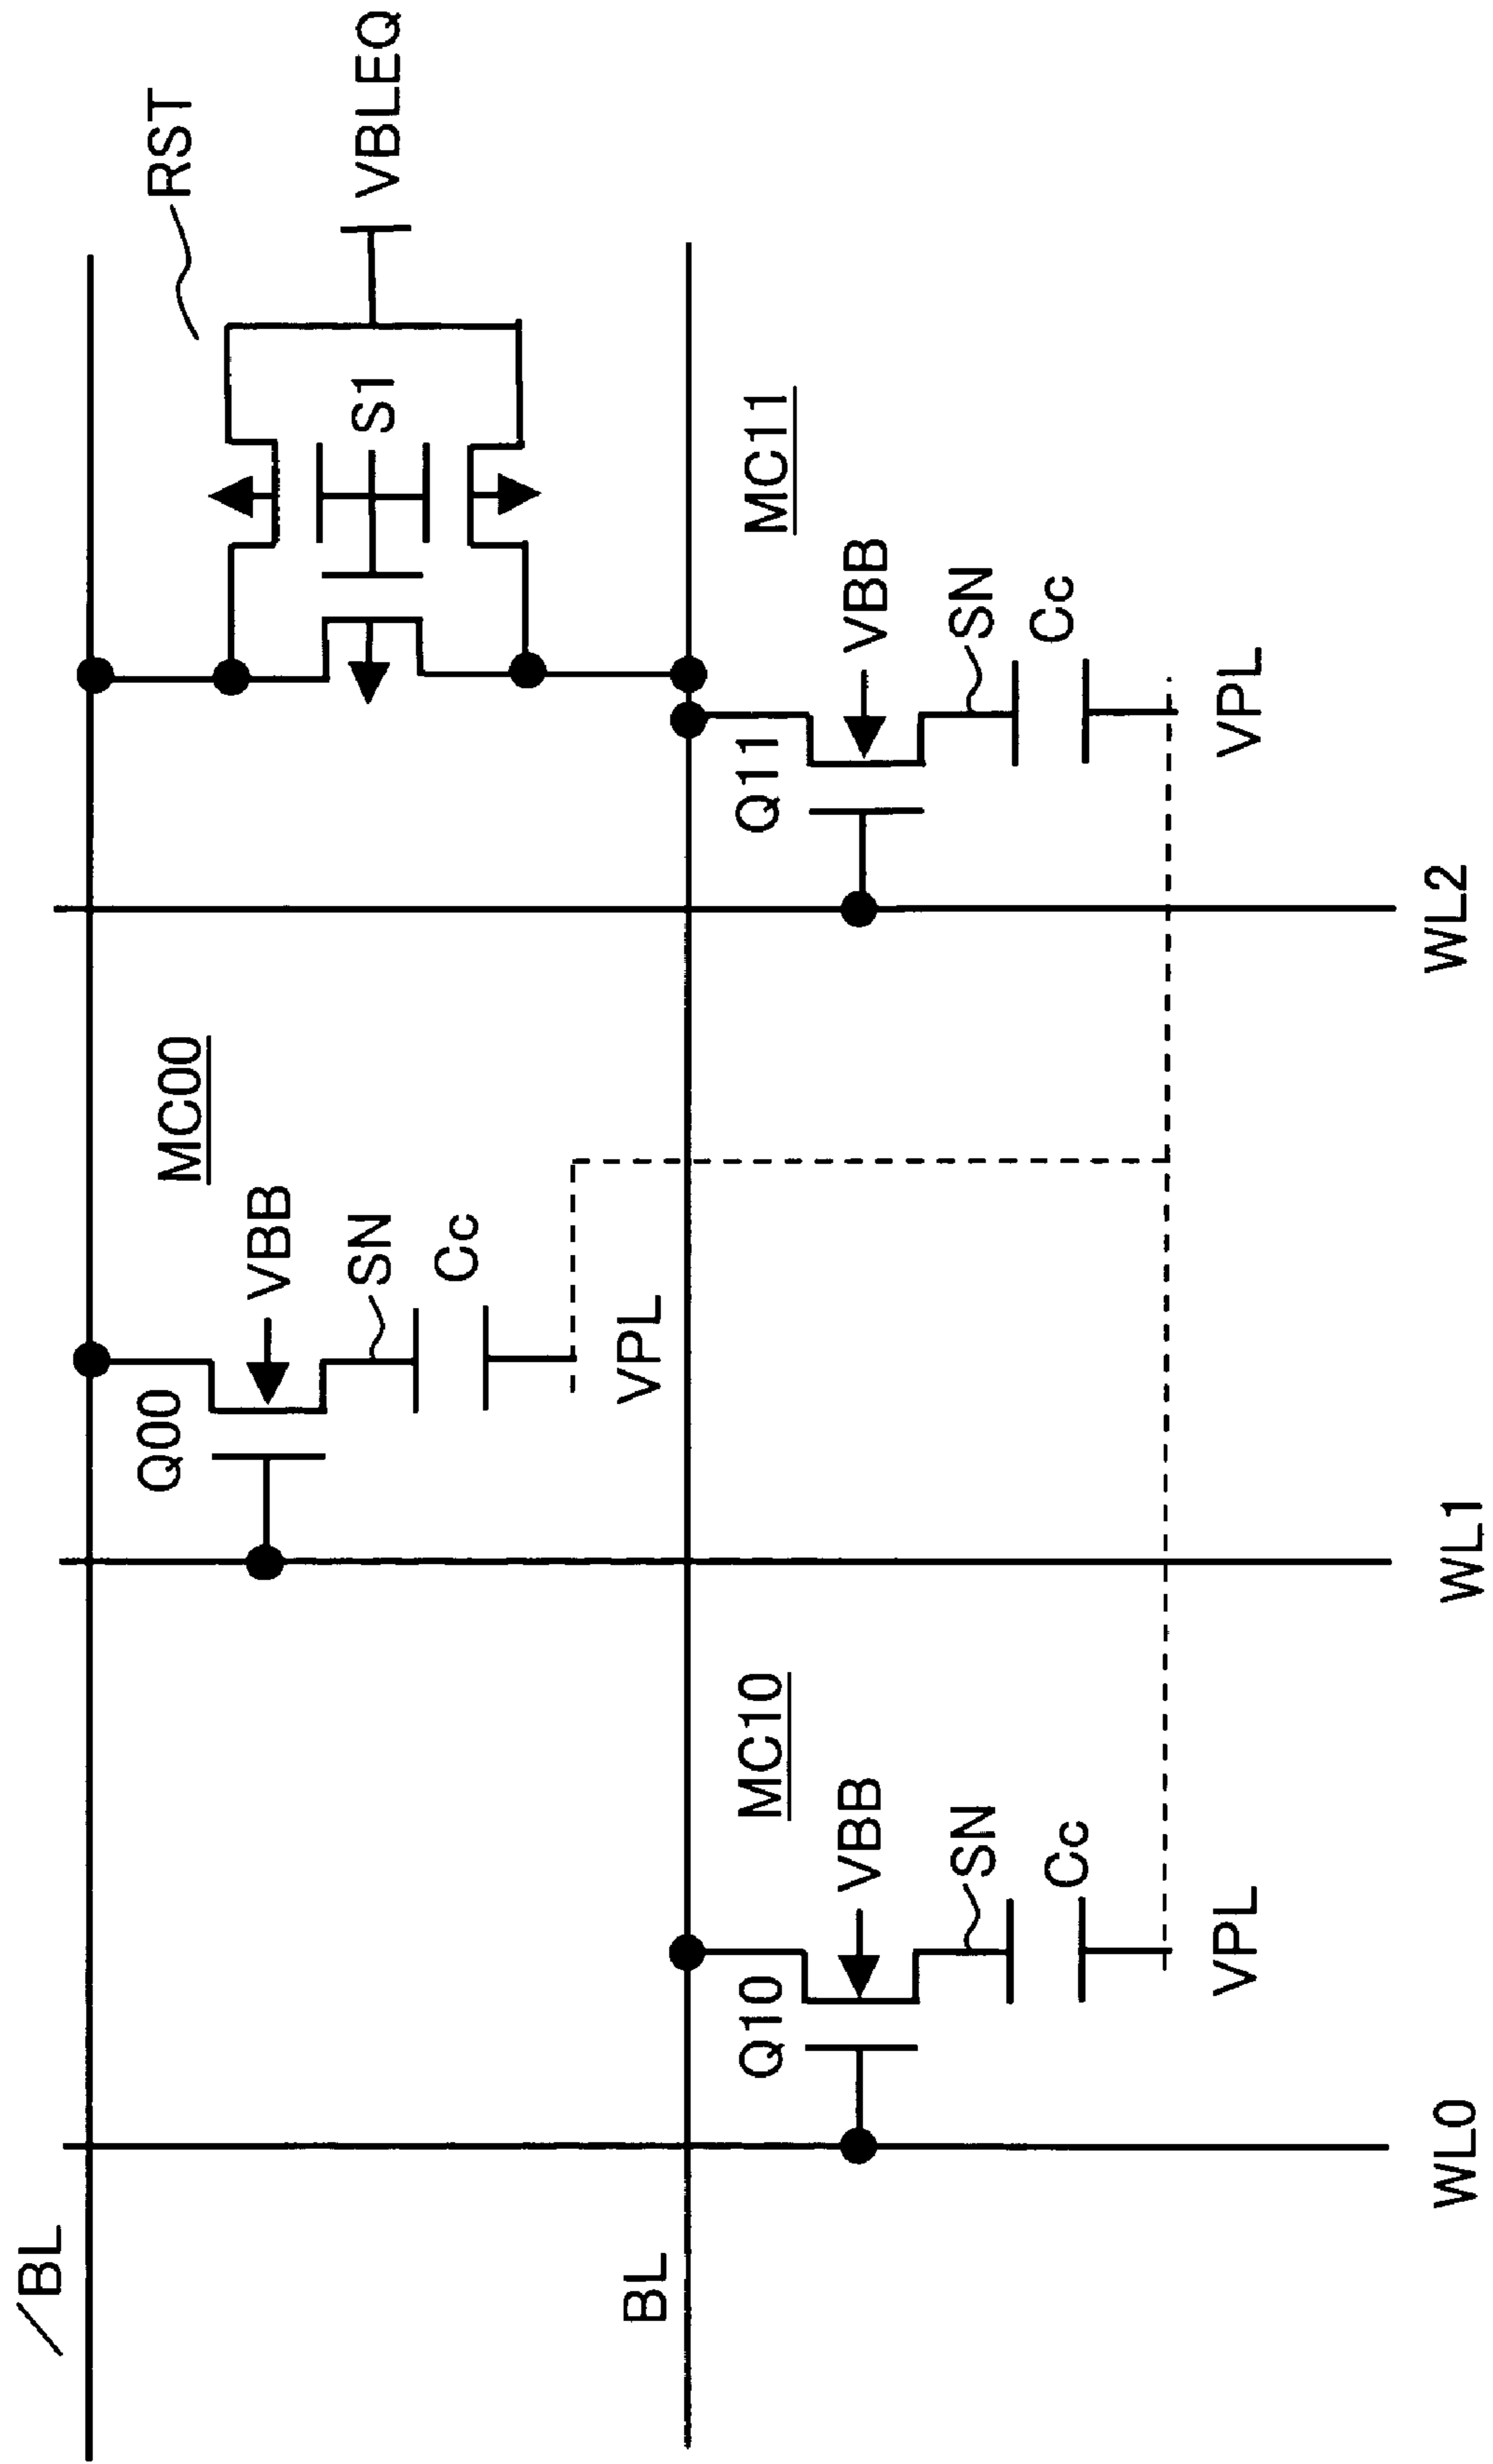 /BL
RST
Q00
MC00
VBB
SN
Cc
VPL
S1
VBLEQ
BL
Q10
MC10
VBB
SN
Cc
VPL
Q11
MC11
VBB
SN
Cc
VPL
WL0
WL1
WL2